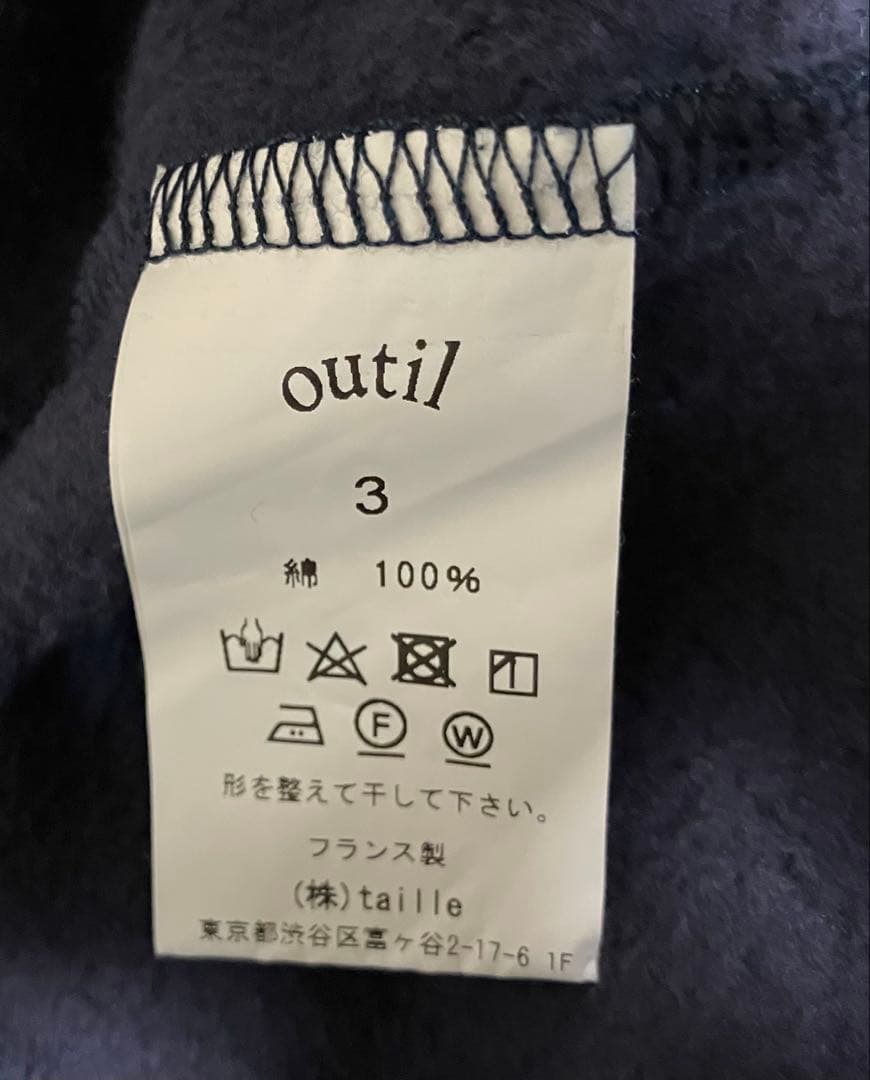 outil
3
綿 100%
F W
形を整えて干して下さい。
フランス製
(株)taille
東京都渋谷区富ヶ谷2-17-6 1F